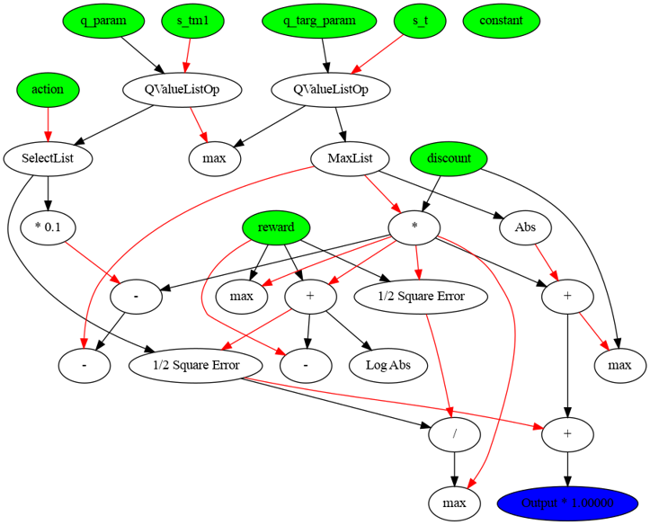 q_param
s_tm1
q_targ_param
s_t
constant
action
QValueListOp
QValueListOp
SelectList
max
MaxList
discount
* 0.1
reward
*
Abs
-
max
+
1/2 Square Error
+
-
1/2 Square Error
-
Log Abs
max
/
+
max
Output * 1.00000